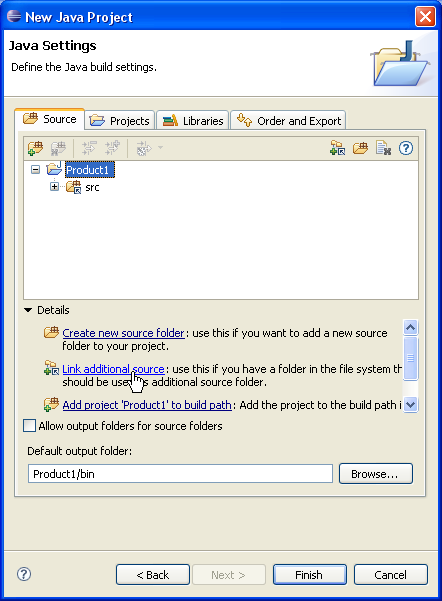 New Java Project
Java Settings
Define the Java build settings.
Source Projects Libraries Order and Export
Product1
src
Details
Create new source folder: use this if you want to add a new source
folder to your project.
Link additional source: use this if you have a folder in the file system th
should be used as additional source folder.
Add project 'Product1' to build path: Add the project to the build path i
Allow output folders for source folders
Default output folder:
Product1/bin Browse...
< Back Next > Finish Cancel